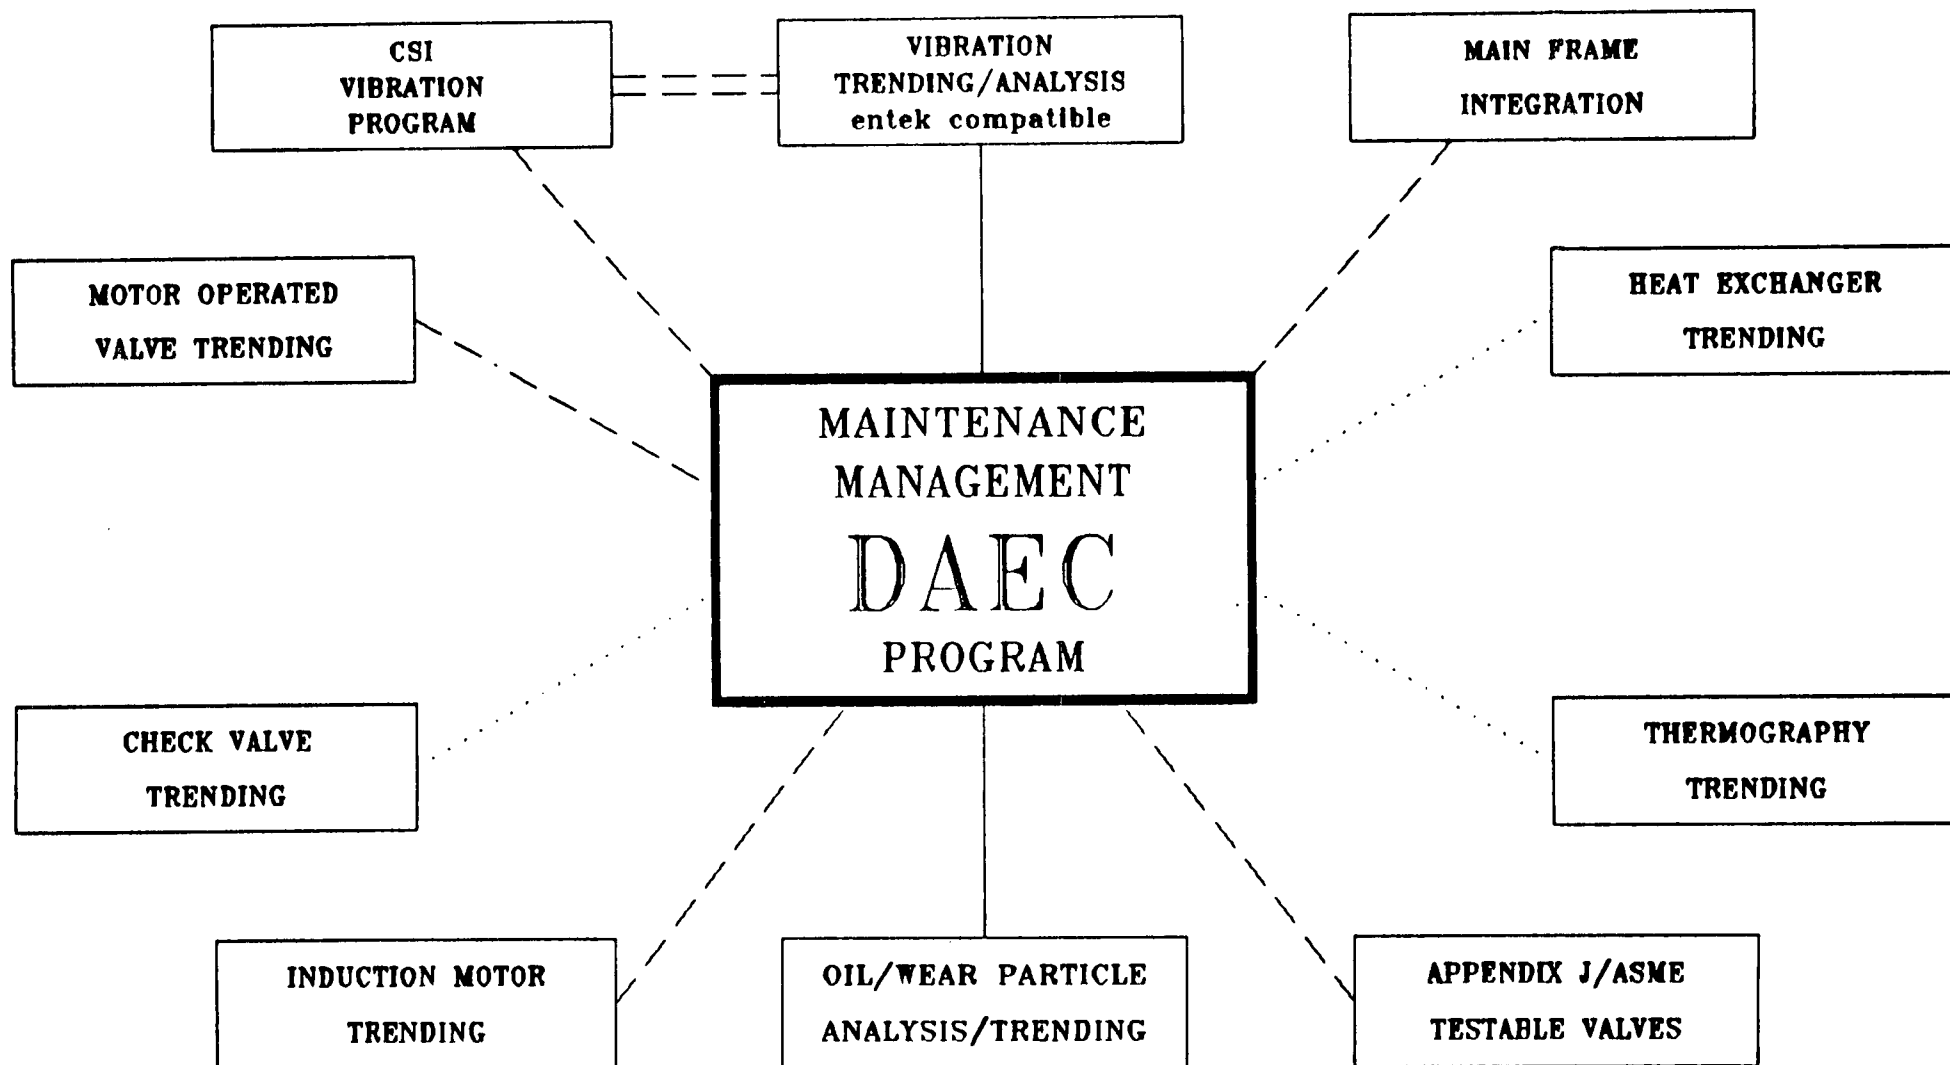 CSI
VIBRATION
PROGRAM
VIBRATION
TRENDING/ANALYSIS
entek compatible
MAIN FRAME
INTEGRATION
MOTOR OPERATED
VALVE TRENDING
HEAT EXCHANGER
TRENDING
MAINTENANCE
MANAGEMENT
DAEC
PROGRAM
CHECK VALVE
TRENDING
THERMOGRAPHY
TRENDING
INDUCTION MOTOR
TRENDING
OIL/WEAR PARTICLE
ANALYSIS/TRENDING
APPENDIX J/ASME
TESTABLE VALVES